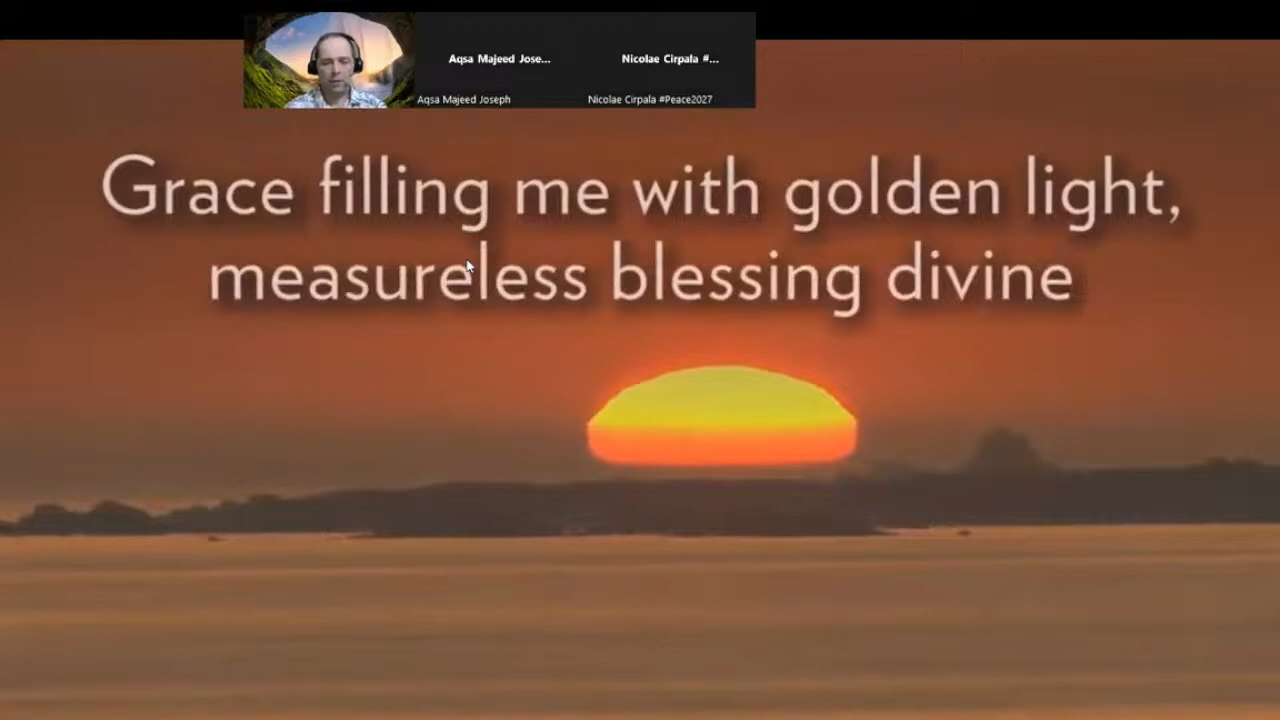 Aqsa Majeed Jose... Nicolae Cirpala #...
Aqsa Majeed Joseph Nicolae Cirpala #Peace2027
Grace filling me with golden light,
measureless blessing divine